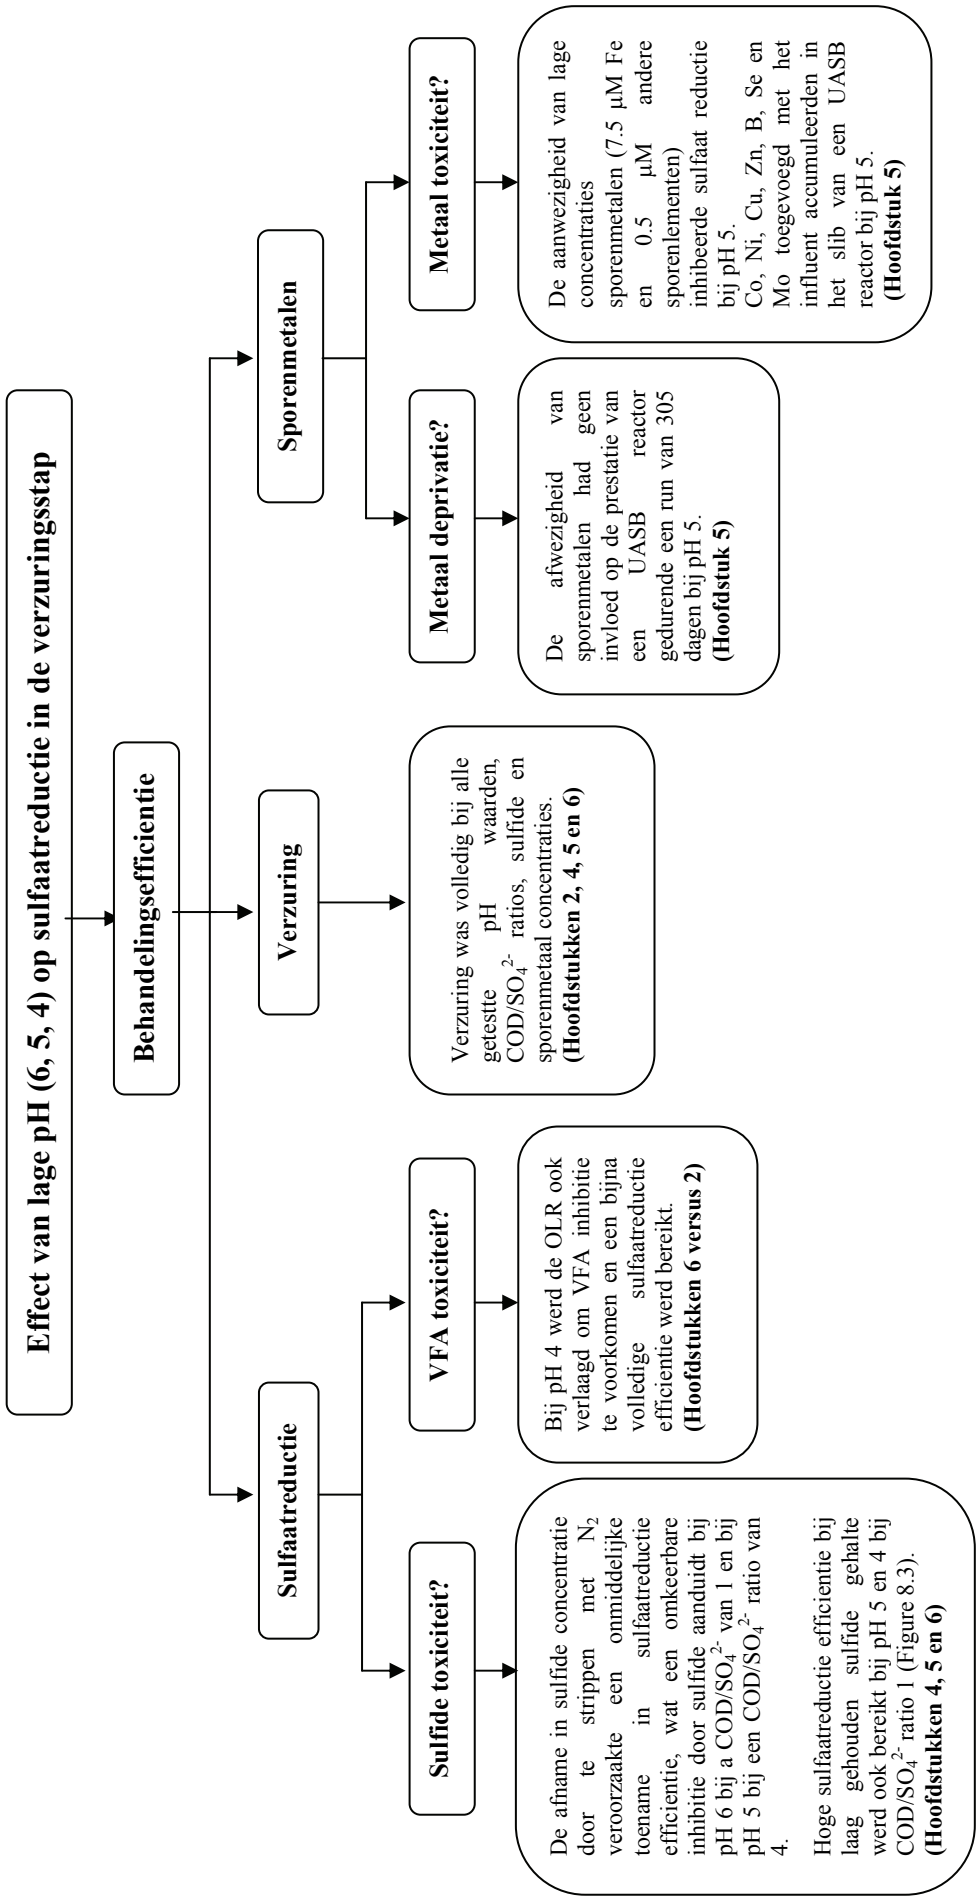 Effect van lage pH (6, 5, 4) op sulfaatreductie in de verzuringsstap
Behandelingsefficientie
Sulfaatreductie
Verzuring
Sporenmetalen
Sulfide toxiciteit?
VFA toxiciteit?
Metaal deprivatie?
Metaal toxiciteit?
De afname in sulfide concentratie
door te strippen met N₂
veroorzaakte een onmiddelijke
toename in sulfaatreductie
efficientie, wat een omkeerbare
inhibitie door sulfide aanduidt bij
pH 6 bij a COD/SO₄²⁻ van 1 en bij
pH 5 bij een COD/SO₄²⁻ ratio van
4.
Hoge sulfaatreductie efficientie bij
laag gehouden sulfide gehalte
werd ook bereikt bij pH 5 en 4 bij
COD/SO₄²⁻ ratio 1 (Figure 8.3).
(Hoofdstukken 4, 5 en 6)
Bij pH 4 werd de OLR ook
verlaagd om VFA inhibitie
te voorkomen en een bijna
volledige sulfaatreductie
efficientie werd bereikt.
(Hoofdstukken 6 versus 2)
Verzuring was volledig bij alle
getestte pH waarden,
COD/SO₄²⁻ ratios, sulfide en
sporenmetaal concentraties.
(Hoofdstukken 2, 4, 5 en 6)
De afwezigheid van
sporenmetalen had geen
invloed op de prestatie van
een UASB reactor
gedurende een run van 305
dagen bij pH 5.
(Hoofdstuk 5)
De aanwezigheid van lage
concentraties
sporenmetalen (7.5 µM Fe
en 0.5 µM andere
sporenlementen)
inhibeerde sulfaat reductie
bij pH 5.
Co, Ni, Cu, Zn, B, Se en
Mo toegevoegd met het
influent accumuleerden in
het slib van een UASB
reactor bij pH 5.
(Hoofdstuk 5)